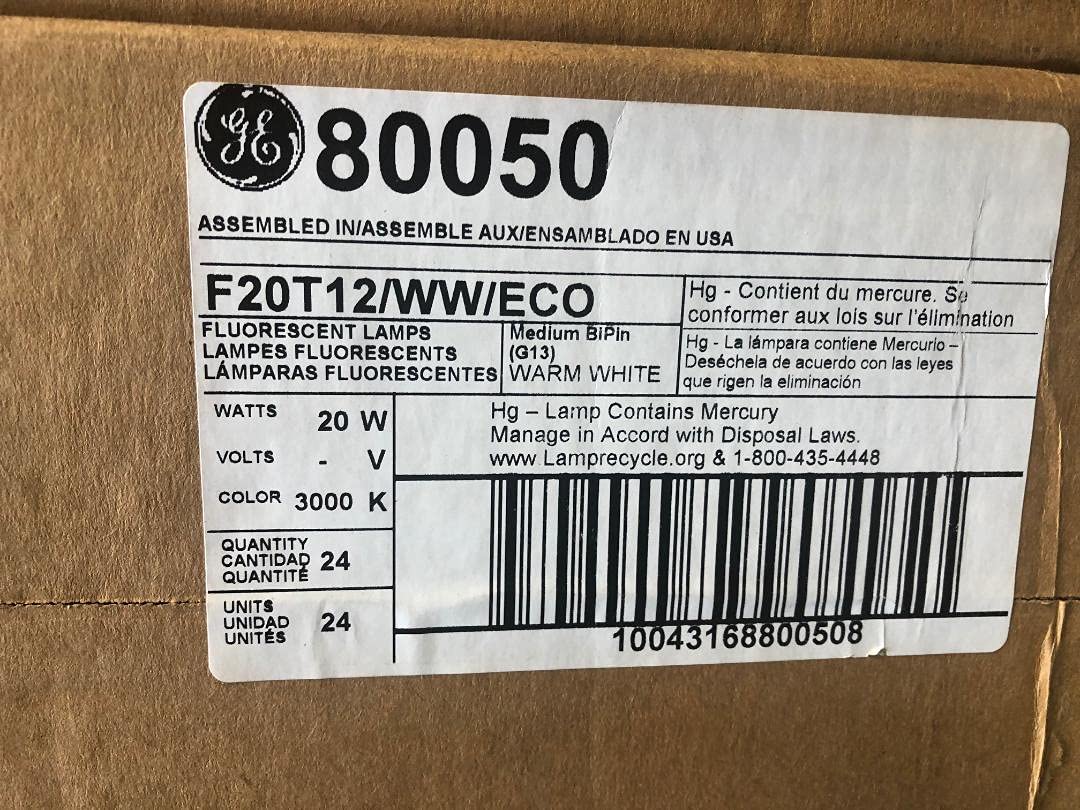 GE 80050
ASSEMBLED IN/ASSEMBLE AUX/ENSAMBLADO EN USA
F20T12/WW/ECO
FLUORESCENT LAMPS
LAMPES FLUORESCENTS
LÁMPARAS FLUORESCENTES
Medium BiPin
(G13)
WARM WHITE
Hg - Contient du mercure. Se
conformer aux lois sur l'élimination
Hg - La lámpara contiene Mercurio –
Deséchela de acuerdo con las leyes
que rigen la eliminación
WATTS 20 W
VOLTS - V
COLOR 3000 K
QUANTITY
CANTIDAD 24
QUANTITÉ
UNITS
UNIDAD 24
UNITÉS
Hg – Lamp Contains Mercury
Manage in Accord with Disposal Laws.
www.Lamprecycle.org & 1-800-435-4448
10043168800508